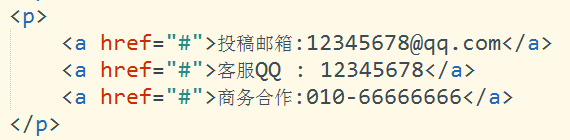 <p>
    <a href="#">投稿邮箱:12345678@qq.com</a>
    <a href="#">客服QQ : 12345678</a>
    <a href="#">商务合作:010-66666666</a>
</p>